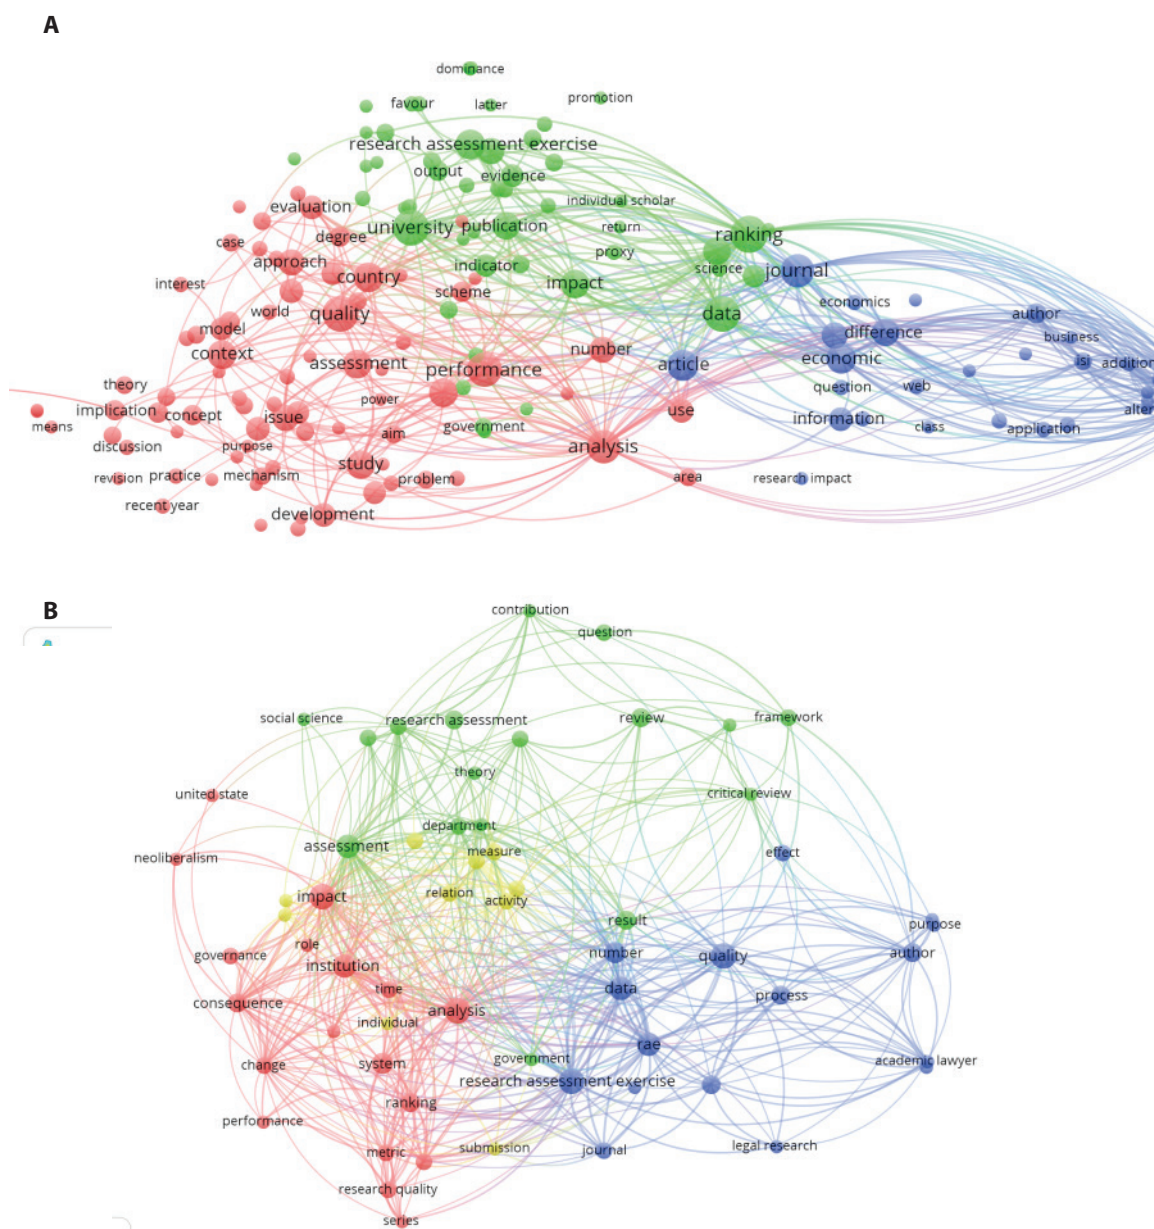 A
dominance
favour
latter
promotion
research assessment exercise
output
evidence
individual scholar
evaluation
university
publication
return
ranking
degree
case
proxy
approach
country
indicator
science
journal
interest
scheme
impact
economics
world
quality
data
author
model
difference
business
context
assessment
number
article
economic
isi
addition
performance
theory
power
question
web
implication
concept
issue
use
information
means
aim
government
class
application
alter
discussion
purpose
analysis
revision
practice
mechanism
study
problem
area
research impact
recent year
development
B
contribution
question
social science
research assessment
review
framework
theory
united state
critical review
department
assessment
measure
neoliberalism
effect
impact
relation
activity
result
purpose
role
number
governance
institution
quality
author
time
data
process
consequence
analysis
individual
rae
change
system
government
academic lawyer
research assessment exercise
ranking
performance
metric
submission
journal
legal research
research quality
series